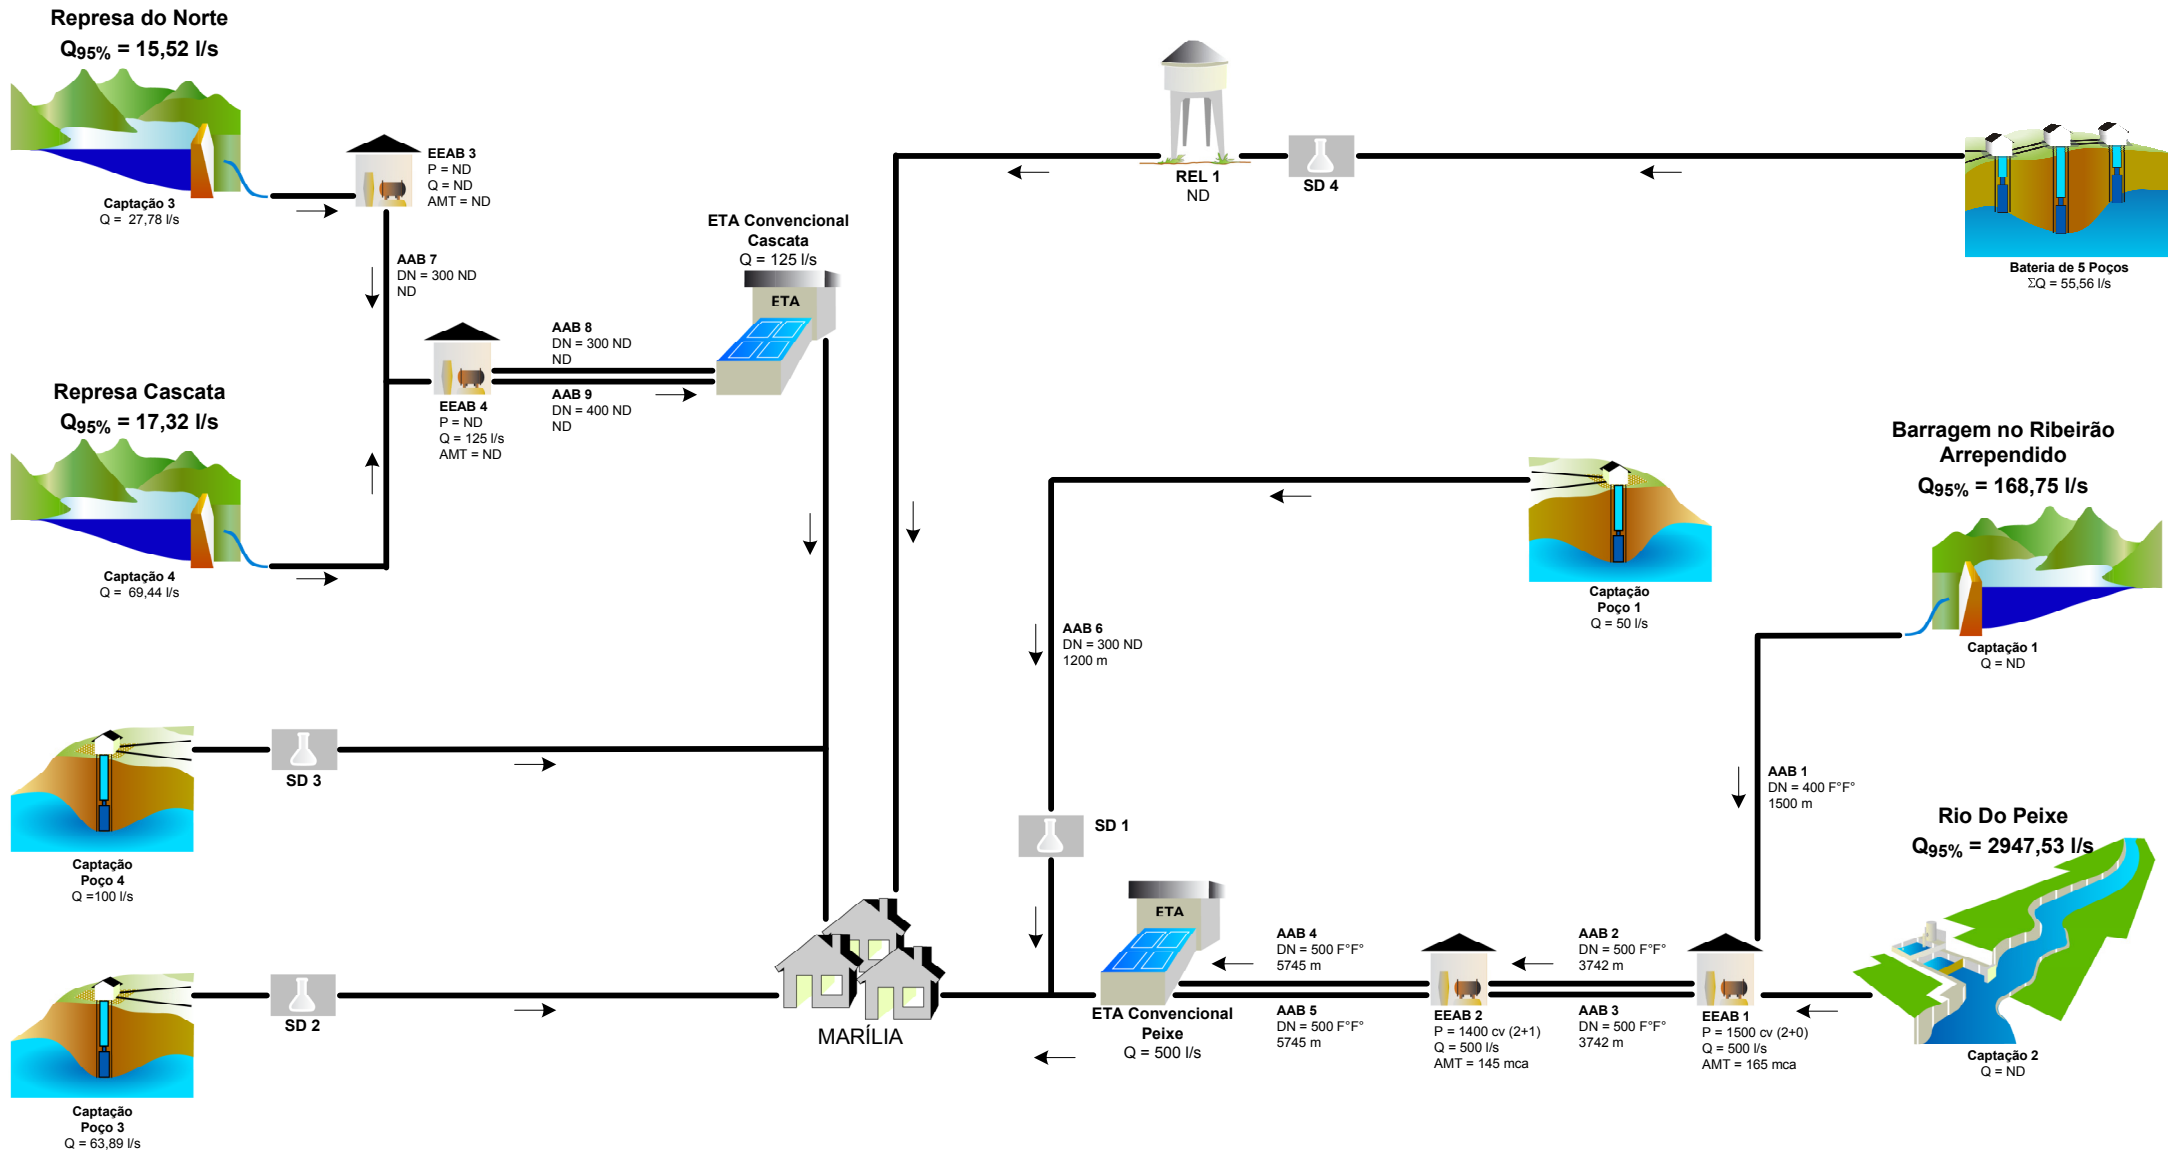 Represa do Norte
Q95% = 15,52 l/s
Captação 3
Q = 27,78 l/s
EEAB 3
P = ND
Q = ND
AMT = ND
AAB 7
DN = 300 ND
ND
ETA Convencional
Cascata
Q = 125 l/s
ETA
AAB 8
DN = 300 ND
ND
AAB 9
DN = 400 ND
ND
EEAB 4
P = ND
Q = 125 l/s
AMT = ND
Represa Cascata
Q95% = 17,32 l/s
Captação 4
Q = 69,44 l/s
REL 1
ND
SD 4
Bateria de 5 Poços
ΣQ = 55,56 l/s
Captação
Poço 1
Q = 50 l/s
Barragem no Ribeirão
Arrependido
Q95% = 168,75 l/s
Captação 1
Q = ND
AAB 6
DN = 300 ND
1200 m
AAB 1
DN = 400 F°F°
1500 m
SD 1
SD 3
Captação
Poço 4
Q =100 l/s
Rio Do Peixe
Q95% = 2947,53 l/s
Captação 2
Q = ND
ETA
ETA Convencional
Peixe
Q = 500 l/s
AAB 4
DN = 500 F°F°
5745 m
AAB 5
DN = 500 F°F°
5745 m
EEAB 2
P = 1400 cv (2+1)
Q = 500 l/s
AMT = 145 mca
AAB 2
DN = 500 F°F°
3742 m
AAB 3
DN = 500 F°F°
3742 m
EEAB 1
P = 1500 cv (2+0)
Q = 500 l/s
AMT = 165 mca
SD 2
MARÍLIA
Captação
Poço 3
Q = 63,89 l/s